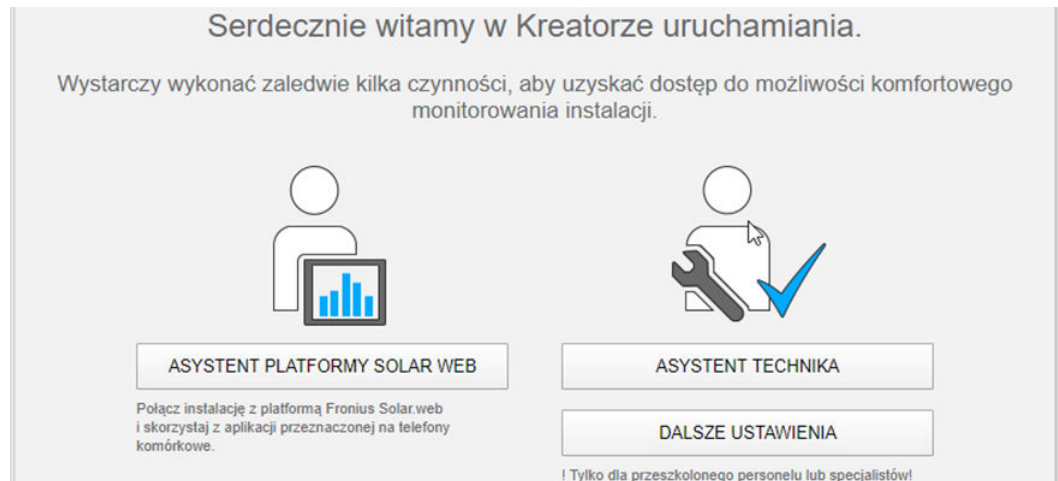 Serdecznie witamy w Kreatorze uruchamiania.
Wystarczy wykonać zaledwie kilka czynności, aby uzyskać dostęp do możliwości komfortowego
monitorowania instalacji.
ASYSTENT PLATFORMY SOLAR WEB
Połącz instalację z platformą Fronius Solar.web
i skorzystaj z aplikacji przeznaczonej na telefony
komórkowe.
ASYSTENT TECHNIKA
DALSZE USTAWIENIA
! Tylko dla przeszkolonego personelu lub specjalistów!